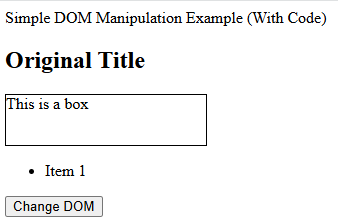 Simple DOM Manipulation Example (With Code)
Original Title
This is a box
Item 1
Change DOM